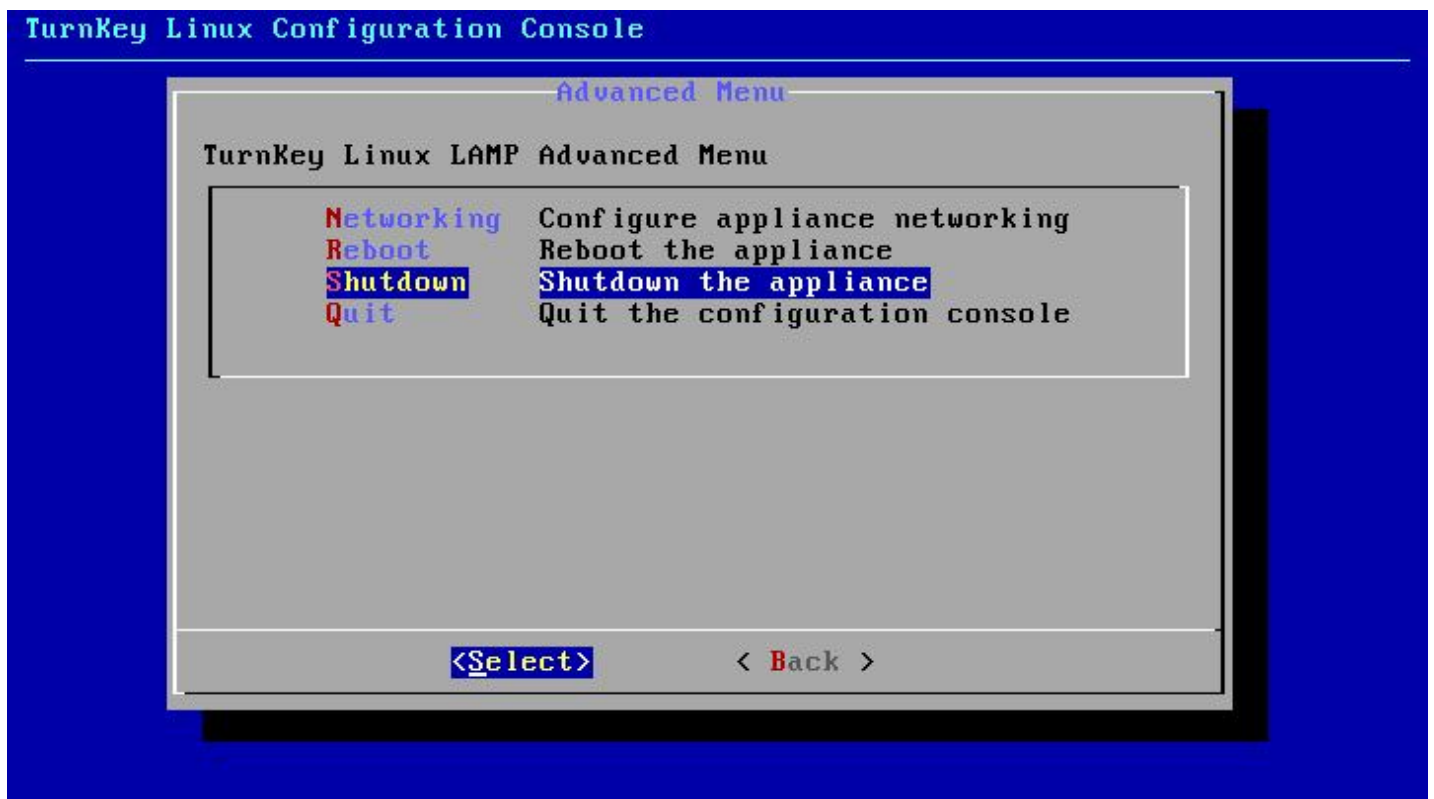 TurnKey Linux Configuration Console
Advanced Menu
TurnKey Linux LAMP Advanced Menu
Networking Configure appliance networking
Reboot Reboot the appliance
Shutdown Shutdown the appliance
Quit Quit the configuration console
<Select> < Back >